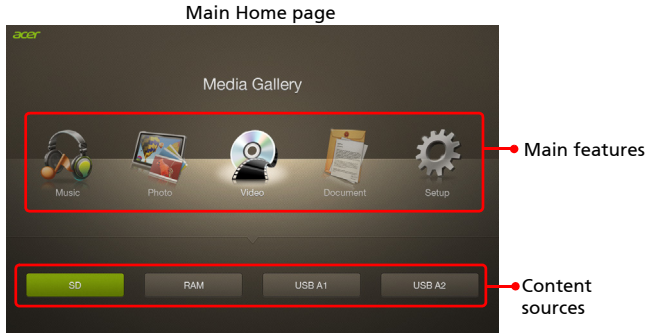 Main Home page
acer
Media Gallery
Music Photo Video Document Setup
Main features
SD RAM USB A1 USB A2
Content
sources